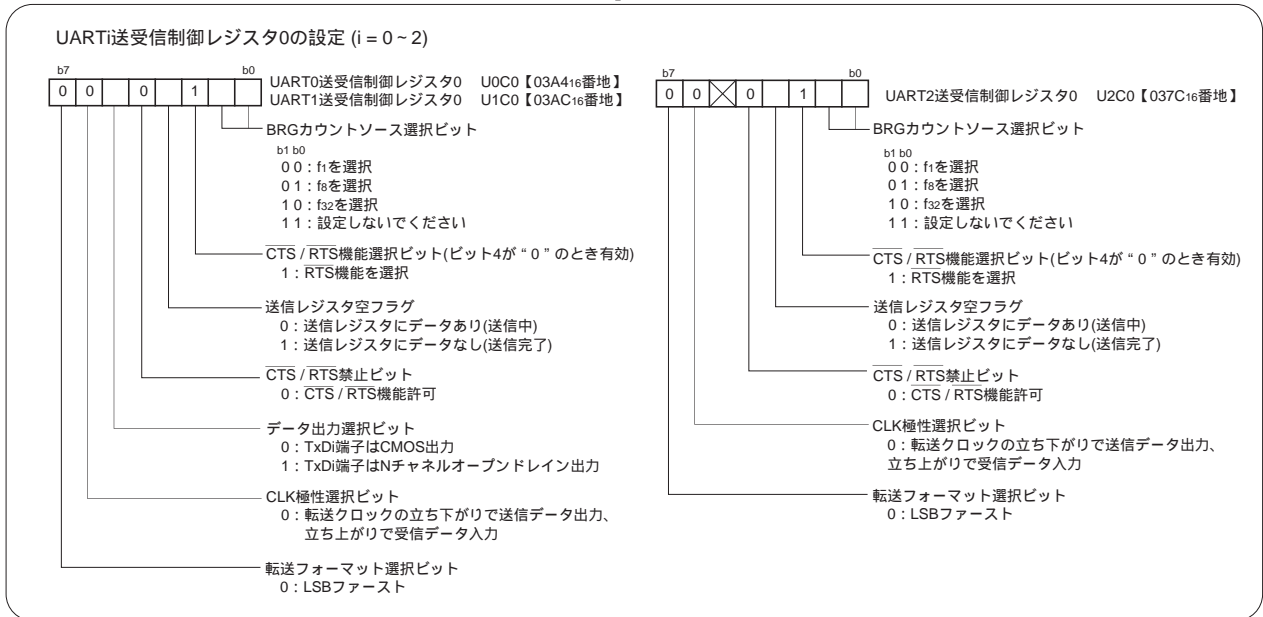 UARTi送受信制御レジスタ0の設定 (i = 0 ~ 2)
b7 b0
0 0 0 1
UART0送受信制御レジスタ0 U0C0【03A416番地】
UART1送受信制御レジスタ0 U1C0【03AC16番地】
BRGカウントソース選択ビット
b1 b0
0 0 : f1を選択
0 1 : f8を選択
1 0 : f32を選択
1 1 : 設定しないでください
CTS / RTS機能選択ビット(ビット4が“0”のとき有効)
1 : RTS機能を選択
送信レジスタ空フラグ
0 : 送信レジスタにデータあり(送信中)
1 : 送信レジスタにデータなし(送信完了)
CTS / RTS禁止ビット
0 : CTS / RTS機能許可
データ出力選択ビット
0 : TxDi端子はCMOS出力
1 : TxDi端子はNチャネルオープンドレイン出力
CLK極性選択ビット
0 : 転送クロックの立ち下がりで送信データ出力、
立ち上がりで受信データ入力
転送フォーマット選択ビット
0 : LSBファースト
b7 b0
0 0 0 1
UART2送受信制御レジスタ0 U2C0【037C16番地】
BRGカウントソース選択ビット
b1 b0
0 0 : f1を選択
0 1 : f8を選択
1 0 : f32を選択
1 1 : 設定しないでください
CTS / RTS機能選択ビット(ビット4が“0”のとき有効)
1 : RTS機能を選択
送信レジスタ空フラグ
0 : 送信レジスタにデータあり(送信中)
1 : 送信レジスタにデータなし(送信完了)
CTS / RTS禁止ビット
0 : CTS / RTS機能許可
CLK極性選択ビット
0 : 転送クロックの立ち下がりで送信データ出力、
立ち上がりで受信データ入力
転送フォーマット選択ビット
0 : LSBファースト